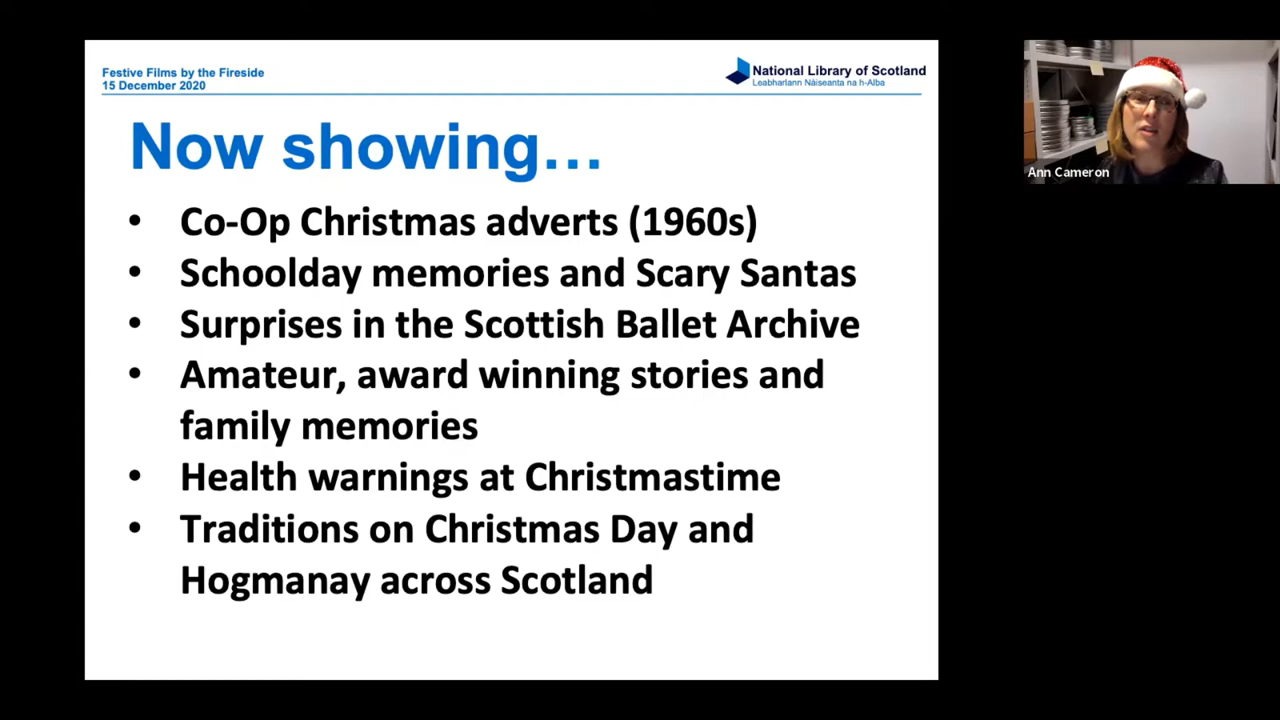 Festive Films by the Fireside
15 December 2020
National Library of Scotland
Leabharlann Nàiseanta na h-Alba
Now showing…
• Co-Op Christmas adverts (1960s)
• Schoolday memories and Scary Santas
• Surprises in the Scottish Ballet Archive
• Amateur, award winning stories and
family memories
• Health warnings at Christmastime
• Traditions on Christmas Day and
Hogmanay across Scotland
Ann Cameron